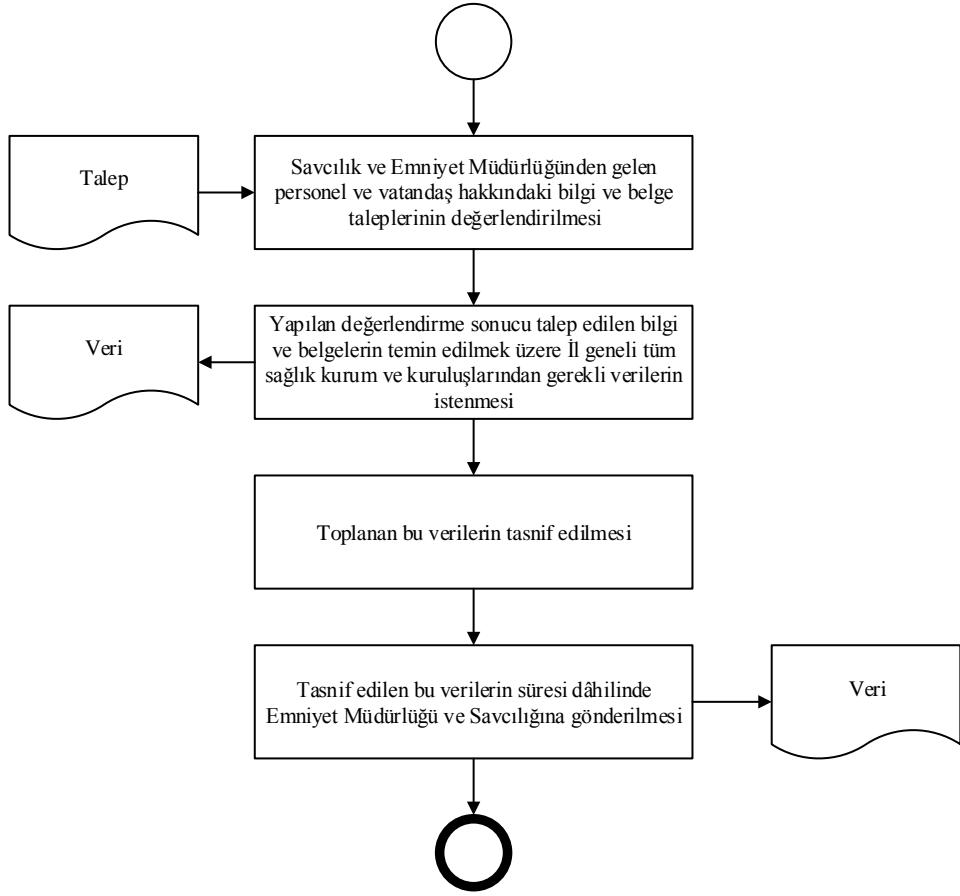 Talep
Savcılık ve Emniyet Müdürlüğünden gelen
personel ve vatandaş hakkındaki bilgi ve belge
taleplerinin değerlendirilmesi
Veri
Yapılan değerlendirme sonucu talep edilen bilgi
ve belgelerin temin edilmek üzere İl geneli tüm
sağlık kurum ve kuruluşlarından gerekli verilerin
istenmesi
Toplanan bu verilerin tasnif edilmesi
Tasnif edilen bu verilerin süresi dâhilinde
Emniyet Müdürlüğü ve Savcılığına gönderilmesi
Veri